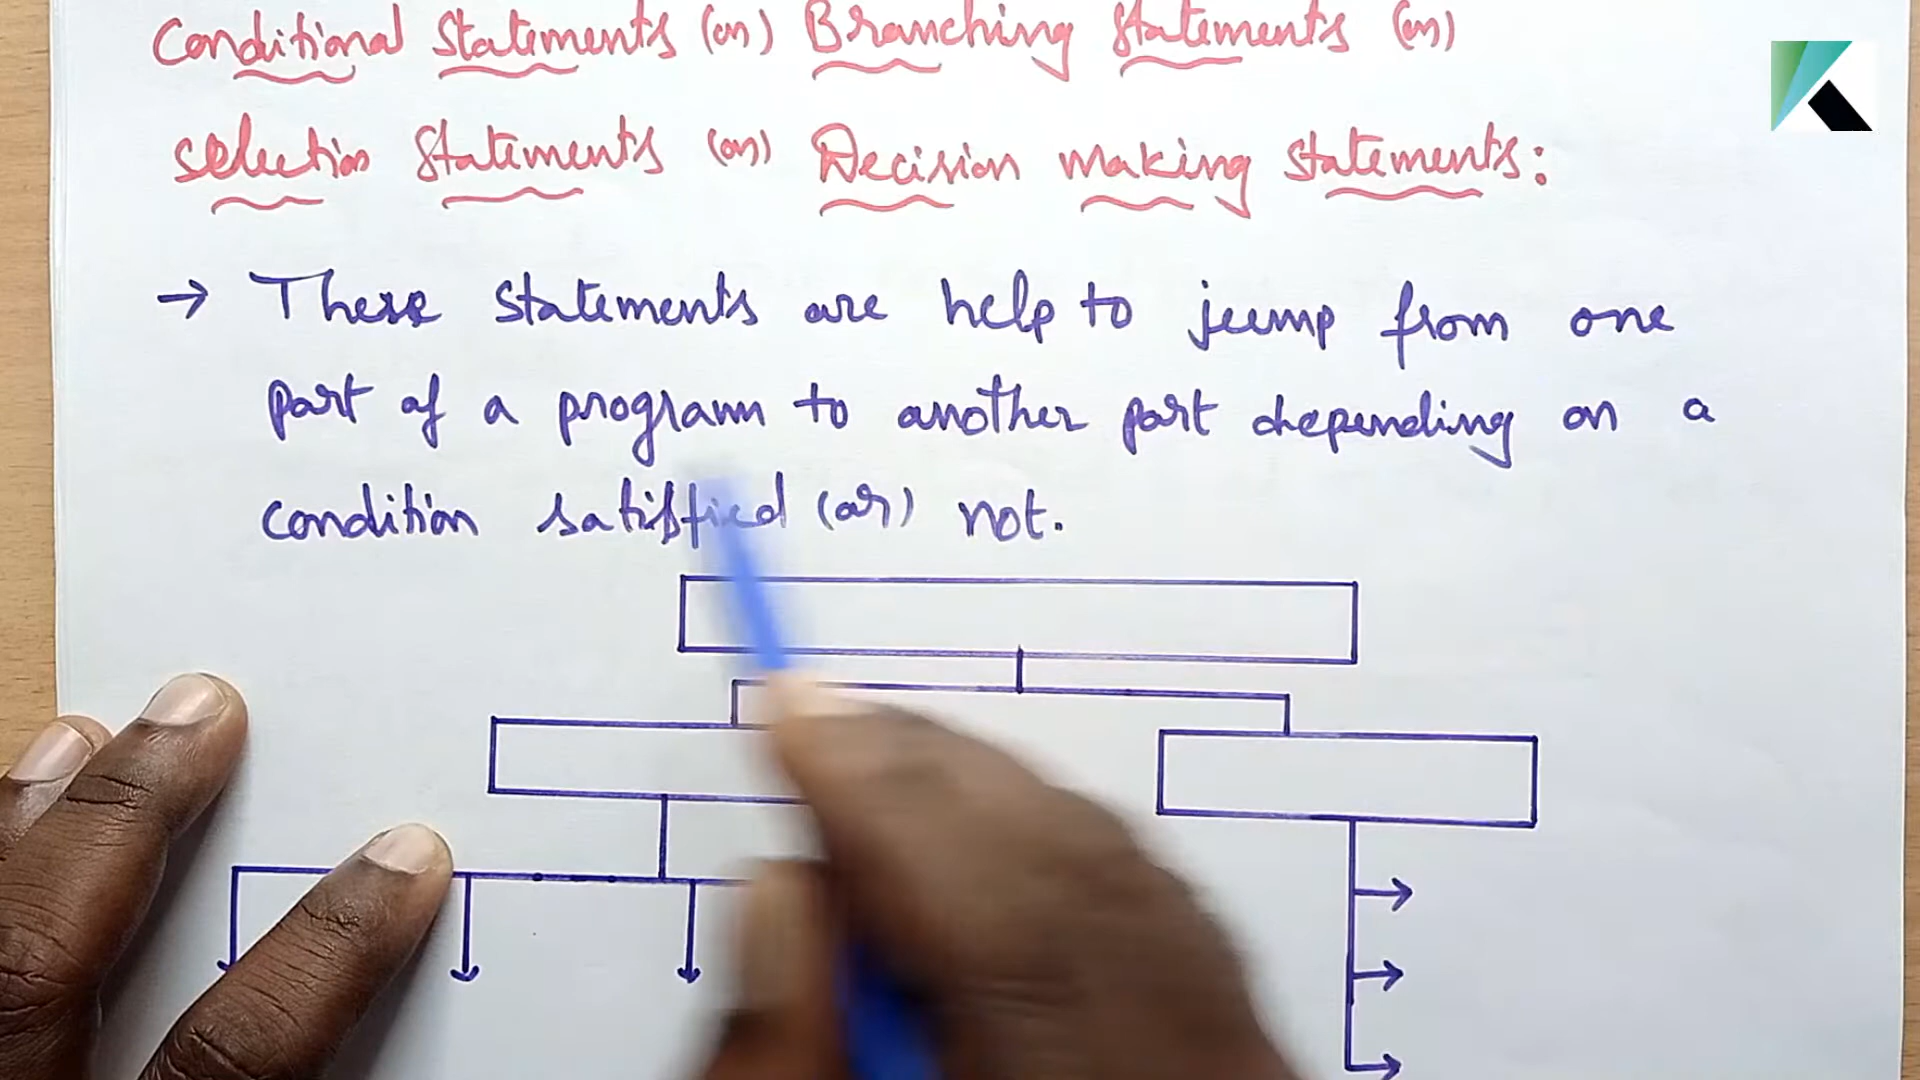 Conditional Statements (or) Branching Statements (or)
Selection Statements (or) Decision Making Statements:
→ These statements are help to jump from one
part of a program to another part depending on a
condition satisfied (or) not.